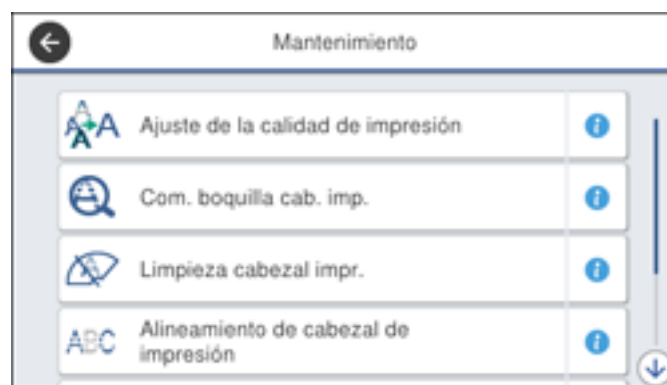 Mantenimiento
Ajuste de la calidad de impresión
Com. boquilla cab. imp.
Limpieza cabezal impr.
ABC
Alineamiento de cabezal de
impresión